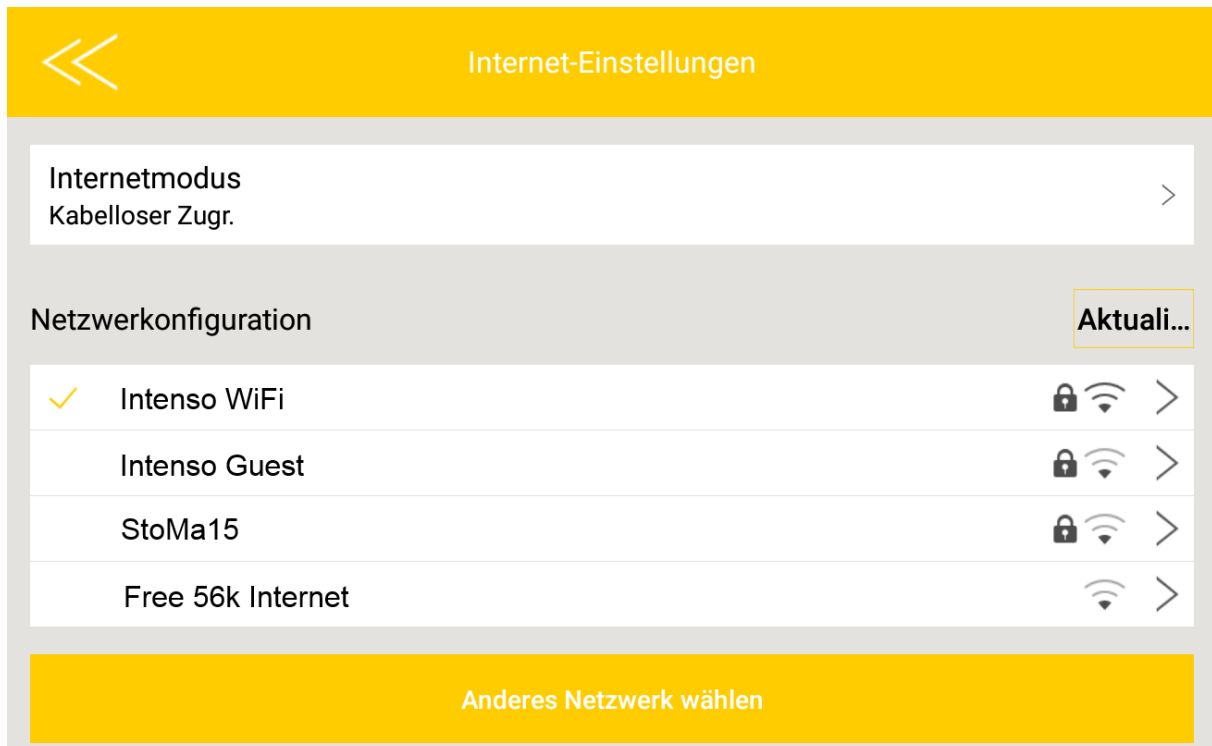 Internet-Einstellungen
Internetmodus
Kabelloser Zugr.
Netzwerkonfiguration
Aktuali...
Intenso WiFi
Intenso Guest
StoMa15
Free 56k Internet
Anderes Netzwerk wählen